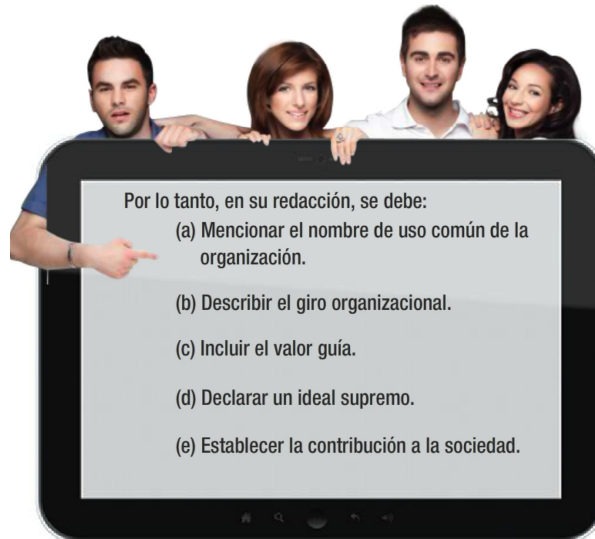 Por lo tanto, en su redacción, se debe:
(a) Mencionar el nombre de uso común de la
organización.
(b) Describir el giro organizacional.
(c) Incluir el valor guía.
(d) Declarar un ideal supremo.
(e) Establecer la contribución a la sociedad.